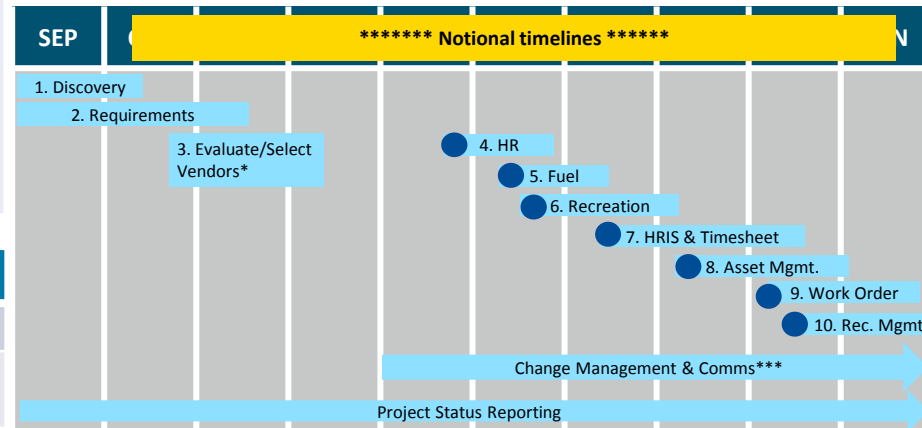 SEP
******* Notional timelines ******
N
1. Discovery
2. Requirements
3. Evaluate/Select
Vendors*
4. HR
5. Fuel
6. Recreation
7. HRIS & Timesheet
8. Asset Mgmt.
9. Work Order
10. Rec. Mgmt
Change Management & Comms***
Project Status Reporting